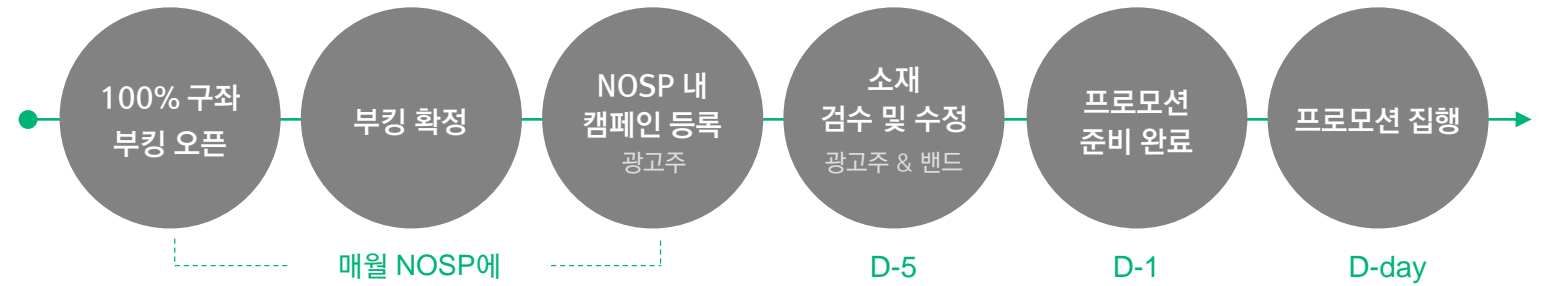 100% 구좌
부킹 오픈
부킹 확정
NOSP 내
캠페인 등록
광고주
소재
검수 및 수정
광고주 & 밴드
프로모션
준비 완료
프로모션 집행
매월 NOSP에
D-5
D-1
D-day